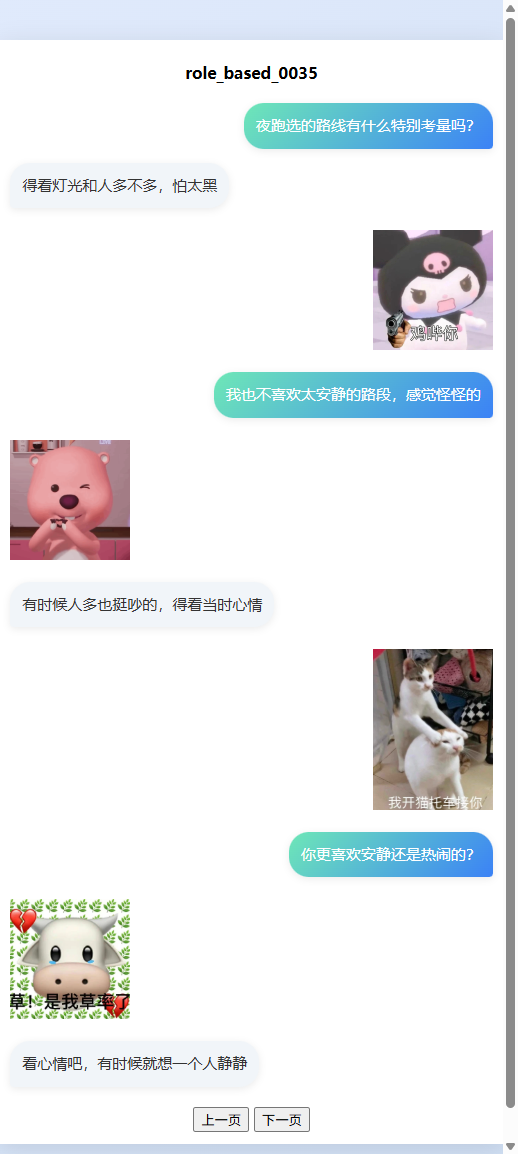 role_based_0035
夜跑选的路线有什么特别考量吗？
得看灯光和人多不多，怕太黑
鸡哔你
我也不喜欢太安静的路段，感觉怪怪的
有时候人多也挺吵的，得看当时心情
我开猫托车接你
你更喜欢安静还是热闹的？
草！是我草率了
看心情吧，有时候就想一个人静静
上一页 下一页